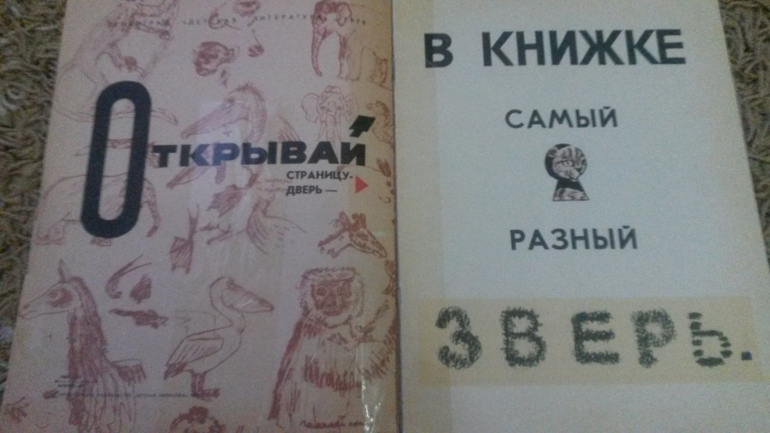 ОТКРЫВАЙ
СТРАНИЦУ-
ДВЕРЬ —
В КНИЖКЕ
САМЫЙ
РАЗНЫЙ
ЗВЕРЬ.